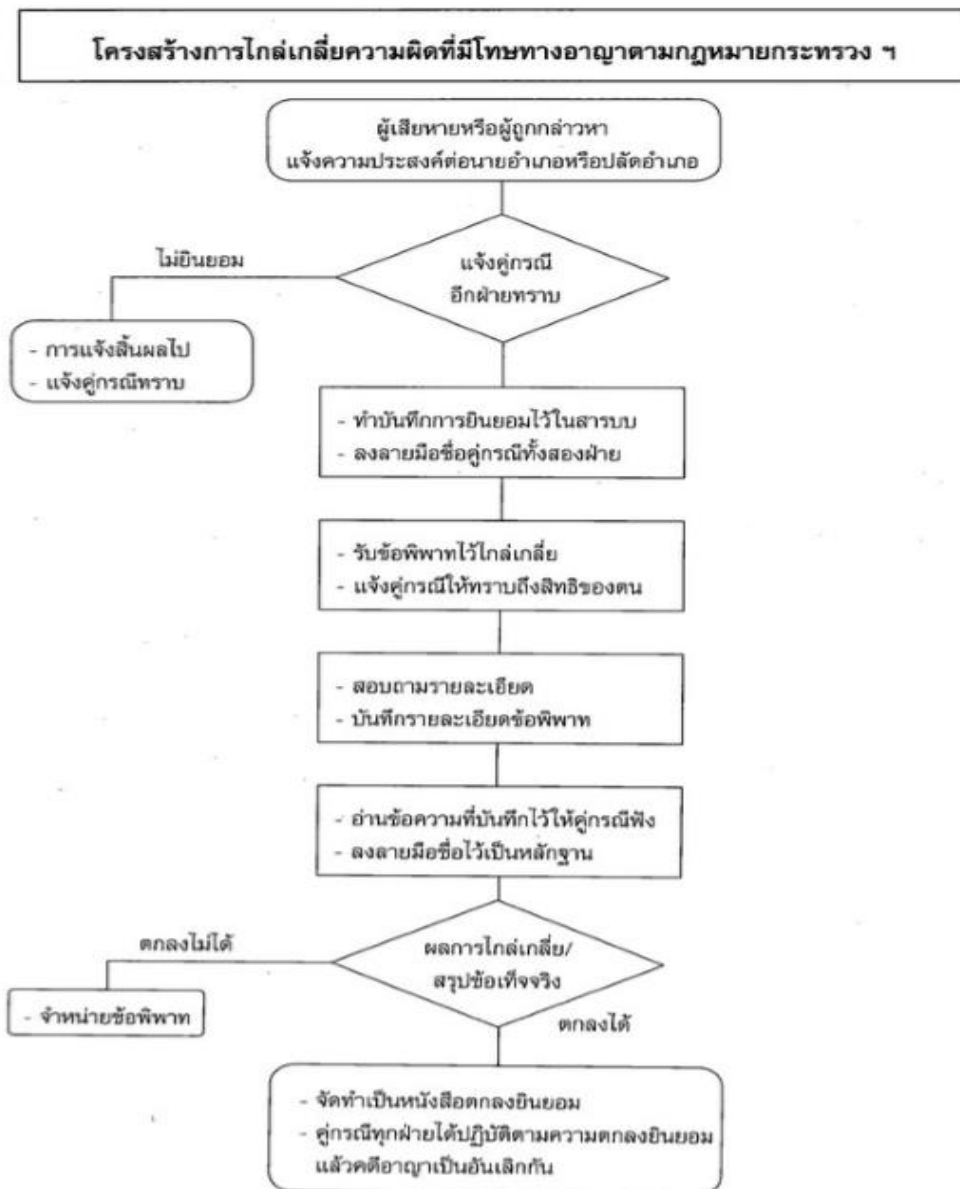 โครงสร้างการไกล่เกลี่ยความผิดที่มีโทษทางอาญาตามกฎหมายกระทรวง ฯ
ผู้เสียหายหรือผู้ถูกกล่าวหา
แจ้งความประสงค์ต่อนายอำเภอหรือปลัดอำเภอ
ไม่ยินยอม
แจ้งคู่กรณี
อีกฝ่ายทราบ
- การแจ้งสิ้นผลไป
- แจ้งคู่กรณีทราบ
- ทำบันทึกการยินยอมไว้ในสารบบ
- ลงลายมือชื่อคู่กรณีทั้งสองฝ่าย
- รับข้อพิพาทไว้ไกล่เกลี่ย
- แจ้งคู่กรณีให้ทราบถึงสิทธิของตน
- สอบถามรายละเอียด
- บันทึกรายละเอียดข้อพิพาท
- อ่านข้อความที่บันทึกไว้ให้คู่กรณีฟัง
- ลงลายมือชื่อไว้เป็นหลักฐาน
ตกลงไม่ได้
ผลการไกล่เกลี่ย/
สรุปข้อเท็จจริง
- จำหน่ายข้อพิพาท
ตกลงได้
- จัดทำเป็นหนังสือตกลงยินยอม
- คู่กรณีทุกฝ่ายได้ปฏิบัติตามความตกลงยินยอม
แล้วคดีอาญาเป็นอันเลิกกัน